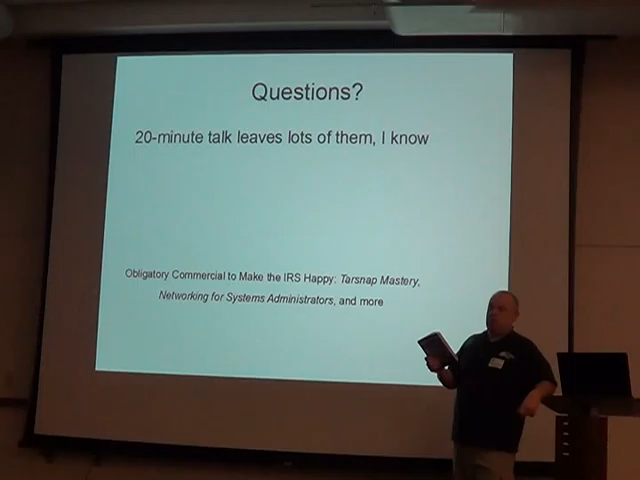 Questions?
20-minute talk leaves lots of them, I know
Obligatory Commercial to Make the IRS Happy: Tarsnap Mastery,
Networking for Systems Administrators, and more